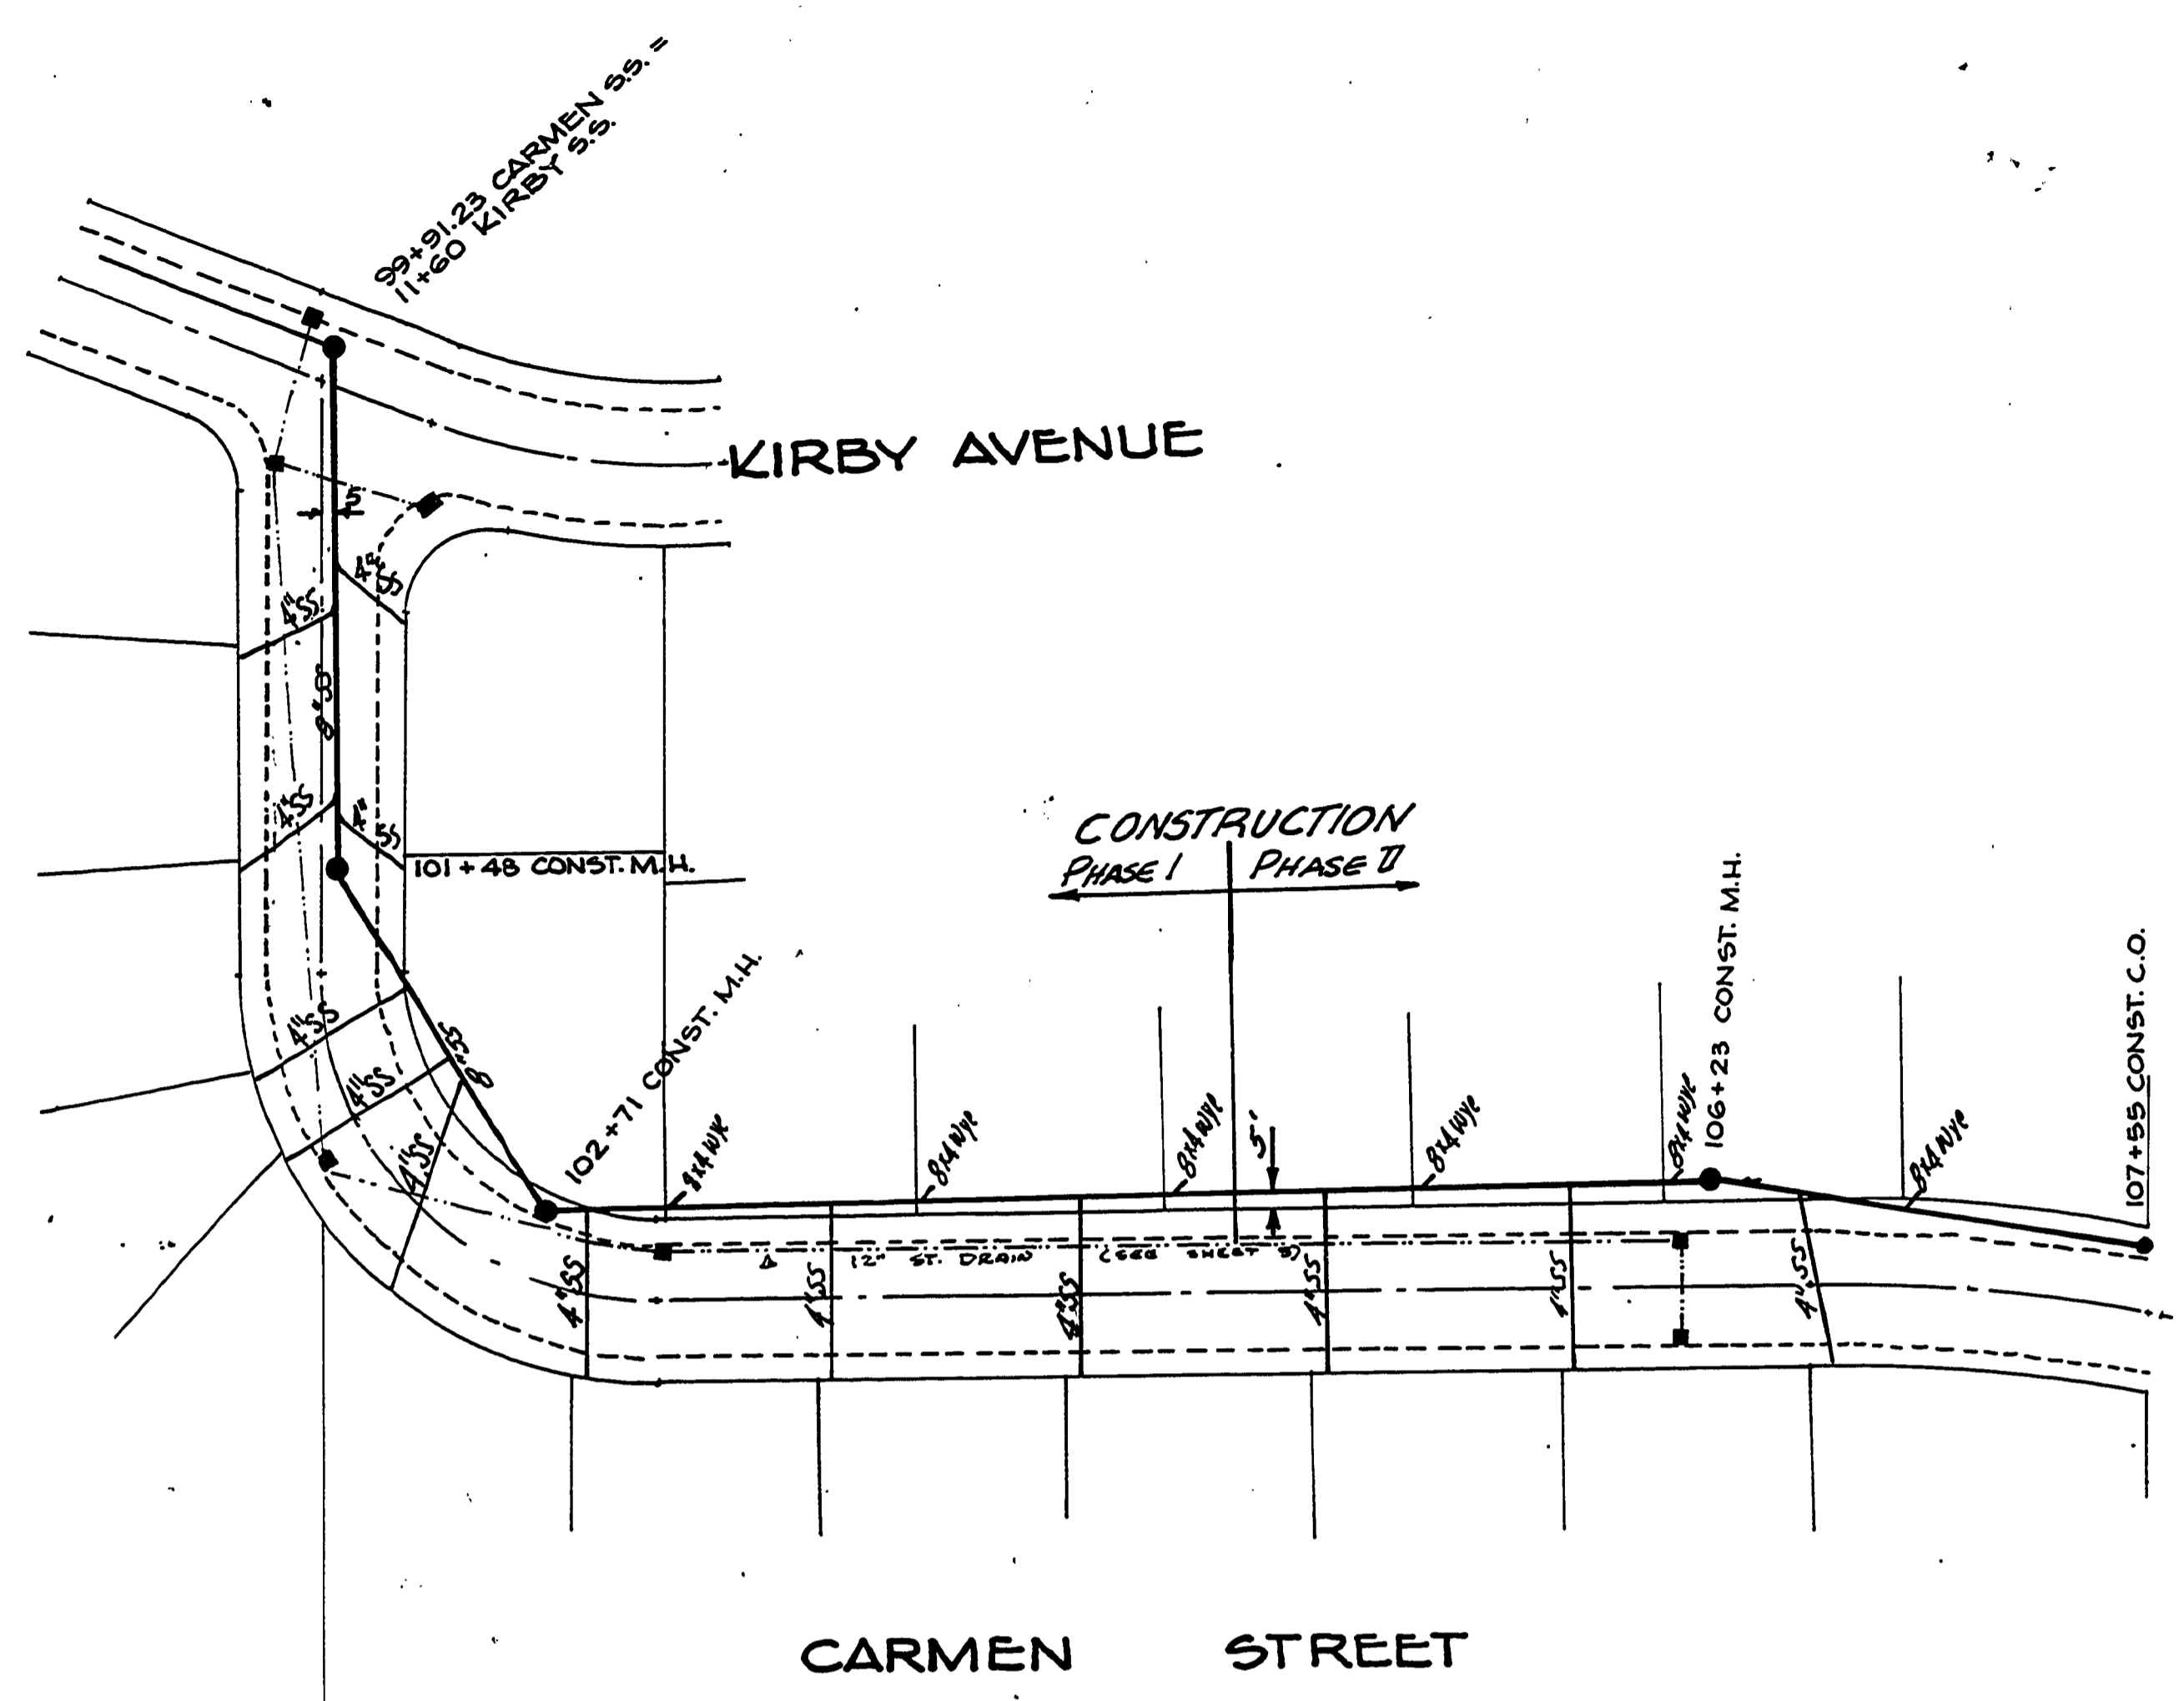 99+91.23 CARMEN S.S. =
11+60 KIRBY S.S.
KIRBY AVENUE
5
4"SS
4"SS
8"SS
4"SS
4"SS
101+48 CONST. M.H.
CONSTRUCTION
PHASE I
PHASE II
102+71 CONST. M.H.
106+23 CONST. M.H.
107+55 CONST. C.O.
4"SS
8"SS
4"SS
4"SS
8x4 Wye
8x4 Wye
8x4 Wye
5'
8x4 Wye
8x4 Wye
8x4 Wye
12" ST. DRAIN (SEE SHEET 3)
4"SS
4"SS
4"SS
4"SS
4"SS
4"SS
CARMEN STREET